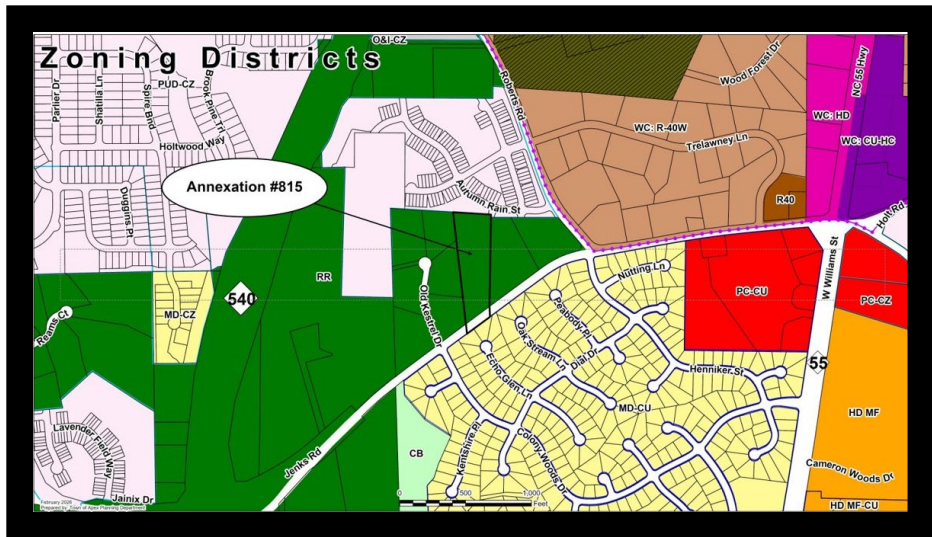 Zoning Districts
O&I-CZ
Parlier Dr
Shatilla Ln
Spire Bnd
PUD-CZ
Brook Pine Trl
Holtwood Way
Duggins Pt
Roberts Rd
Wood Forest Dr
WC: R-40W
Trelawney Ln
WC: HD
NC 55 Hwy
WC: CU-HC
R40
Holt Rd
Annexation #815
Autumn Rain St
RR
540
MD-CZ
Reams Ct
Old Kestrel Dr
Nutting Ln
Peabody Pl
Oak Stream Ln
Dial Dr
Echo Glen Ln
Henniker St
PC-CU
W Williams St
PC-CZ
55
MD-CU
HD MF
Lavender Field Way
Jainix Dr
Jenks Rd
CB
Kentshire Pl
Colony Woods Dr
Cameron Woods Dr
HD MF-CU
0 500 1,000
Feet
February 2026
Prepared by: Town of Apex Planning Department